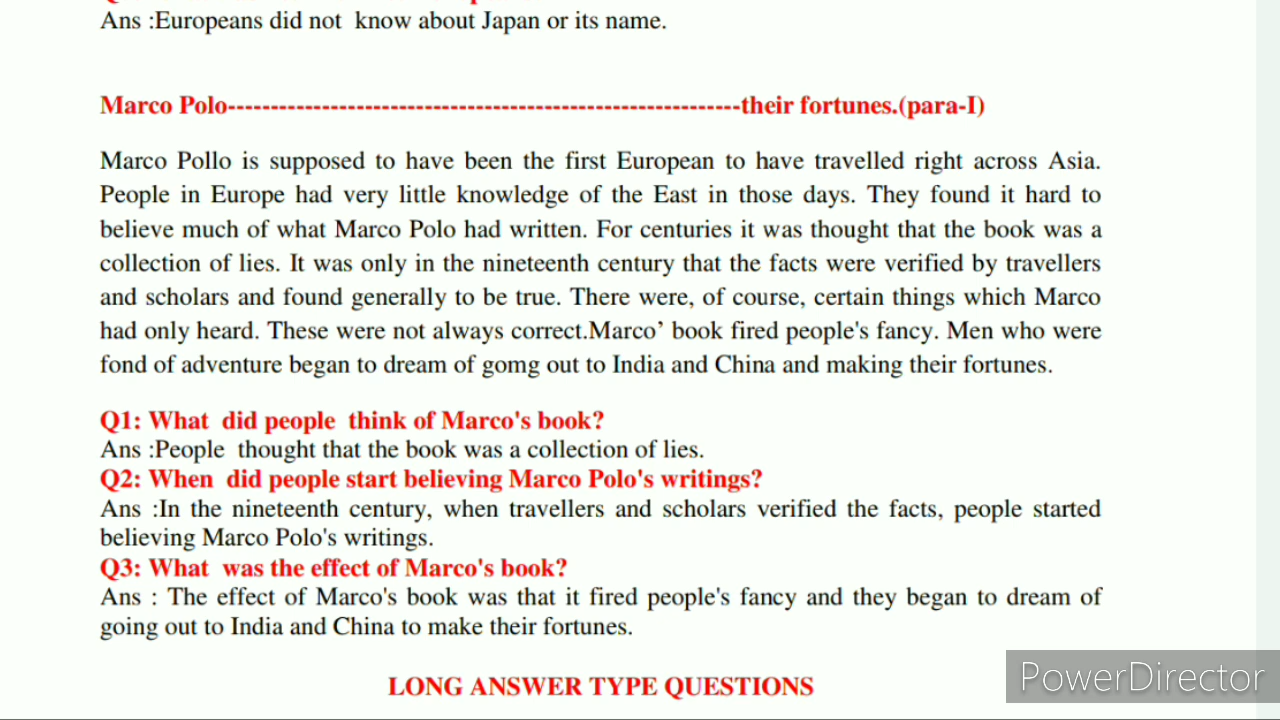 Ans :Europeans did not know about Japan or its name.
Marco Polo------------------------------------------------------------their fortunes.(para-I)
Marco Pollo is supposed to have been the first European to have travelled right across Asia.
People in Europe had very little knowledge of the East in those days. They found it hard to
believe much of what Marco Polo had written. For centuries it was thought that the book was a
collection of lies. It was only in the nineteenth century that the facts were verified by travellers
and scholars and found generally to be true. There were, of course, certain things which Marco
had only heard. These were not always correct.Marco’ book fired people's fancy. Men who were
fond of adventure began to dream of gomg out to India and China and making their fortunes.
Q1: What did people think of Marco's book?
Ans :People thought that the book was a collection of lies.
Q2: When did people start believing Marco Polo's writings?
Ans :In the nineteenth century, when travellers and scholars verified the facts, people started
believing Marco Polo's writings.
Q3: What was the effect of Marco's book?
Ans : The effect of Marco's book was that it fired people's fancy and they began to dream of
going out to India and China to make their fortunes.
LONG ANSWER TYPE QUESTIONS
PowerDirector